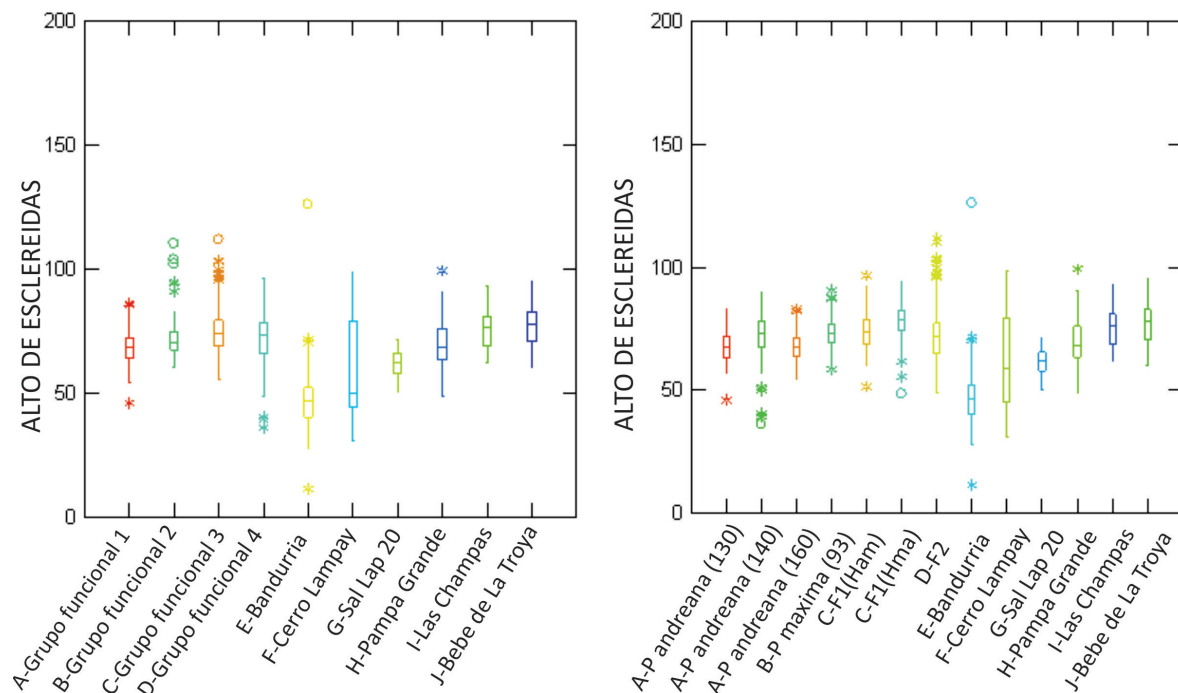 200
150
100
50
0
ALTO DE ESCLEREIDAS
A-Grupo funcional 1
B-Grupo funcional 2
C-Grupo funcional 3
D-Grupo funcional 4
E-Bandurria
F-Cerro Lampay
G-Sal Lap 20
H-Pampa Grande
I-Las Champas
J-Bebe de La Troya
200
150
100
50
0
ALTO DE ESCLEREIDAS
A-P andreana (130)
A-P andreana (140)
A-P andreana (160)
B-P maxima (93)
C-F1(Ham)
C-F1(Hma)
D-F2
E-Bandurria
F-Cerro Lampay
G-Sal Lap 20
H-Pampa Grande
I-Las Champas
J-Bebe de La Troya